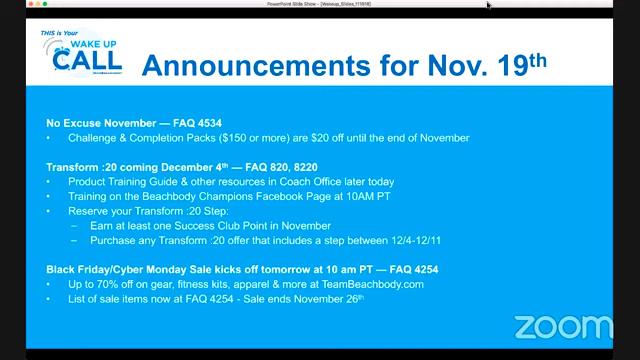 PowerPoint Slide Show - [Wakeup_Slides_111918]
THIS is Your
WAKE UP
CALL
Announcements for Nov. 19th
No Excuse November — FAQ 4534
• Challenge & Completion Packs ($150 or more) are $20 off until the end of November
Transform :20 coming December 4th — FAQ 820, 8220
• Product Training Guide & other resources in Coach Office later today
• Training on the Beachbody Champions Facebook Page at 10AM PT
• Reserve your Transform :20 Step:
– Earn at least one Success Club Point in November
– Purchase any Transform :20 offer that includes a step between 12/4-12/11
Black Friday/Cyber Monday Sale kicks off tomorrow at 10 am PT — FAQ 4254
• Up to 70% off on gear, fitness kits, apparel & more at TeamBeachbody.com
• List of sale items now at FAQ 4254 - Sale ends November 26th
zoom